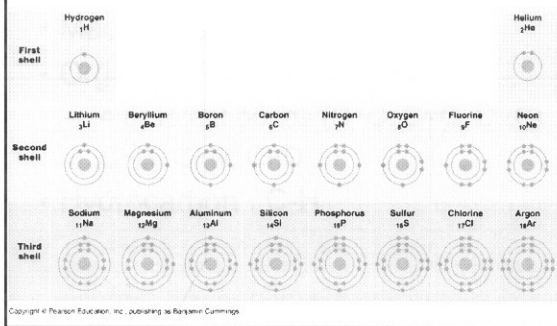 Hydrogen Helium
₁H ₂He
First
shell
Lithium Beryllium Boron Carbon Nitrogen Oxygen Fluorine Neon
₃Li ₄Be ₅B ₆C ₇N ₈O ₉F ₁₀Ne
Second
shell
Sodium Magnesium Aluminum Silicon Phosphorus Sulfur Chlorine Argon
₁₁Na ₁₂Mg ₁₃Al ₁₄Si ₁₅P ₁₆S ₁₇Cl ₁₈Ar
Third
shell
Copyright © Pearson Education, Inc., publishing as Benjamin Cummings.